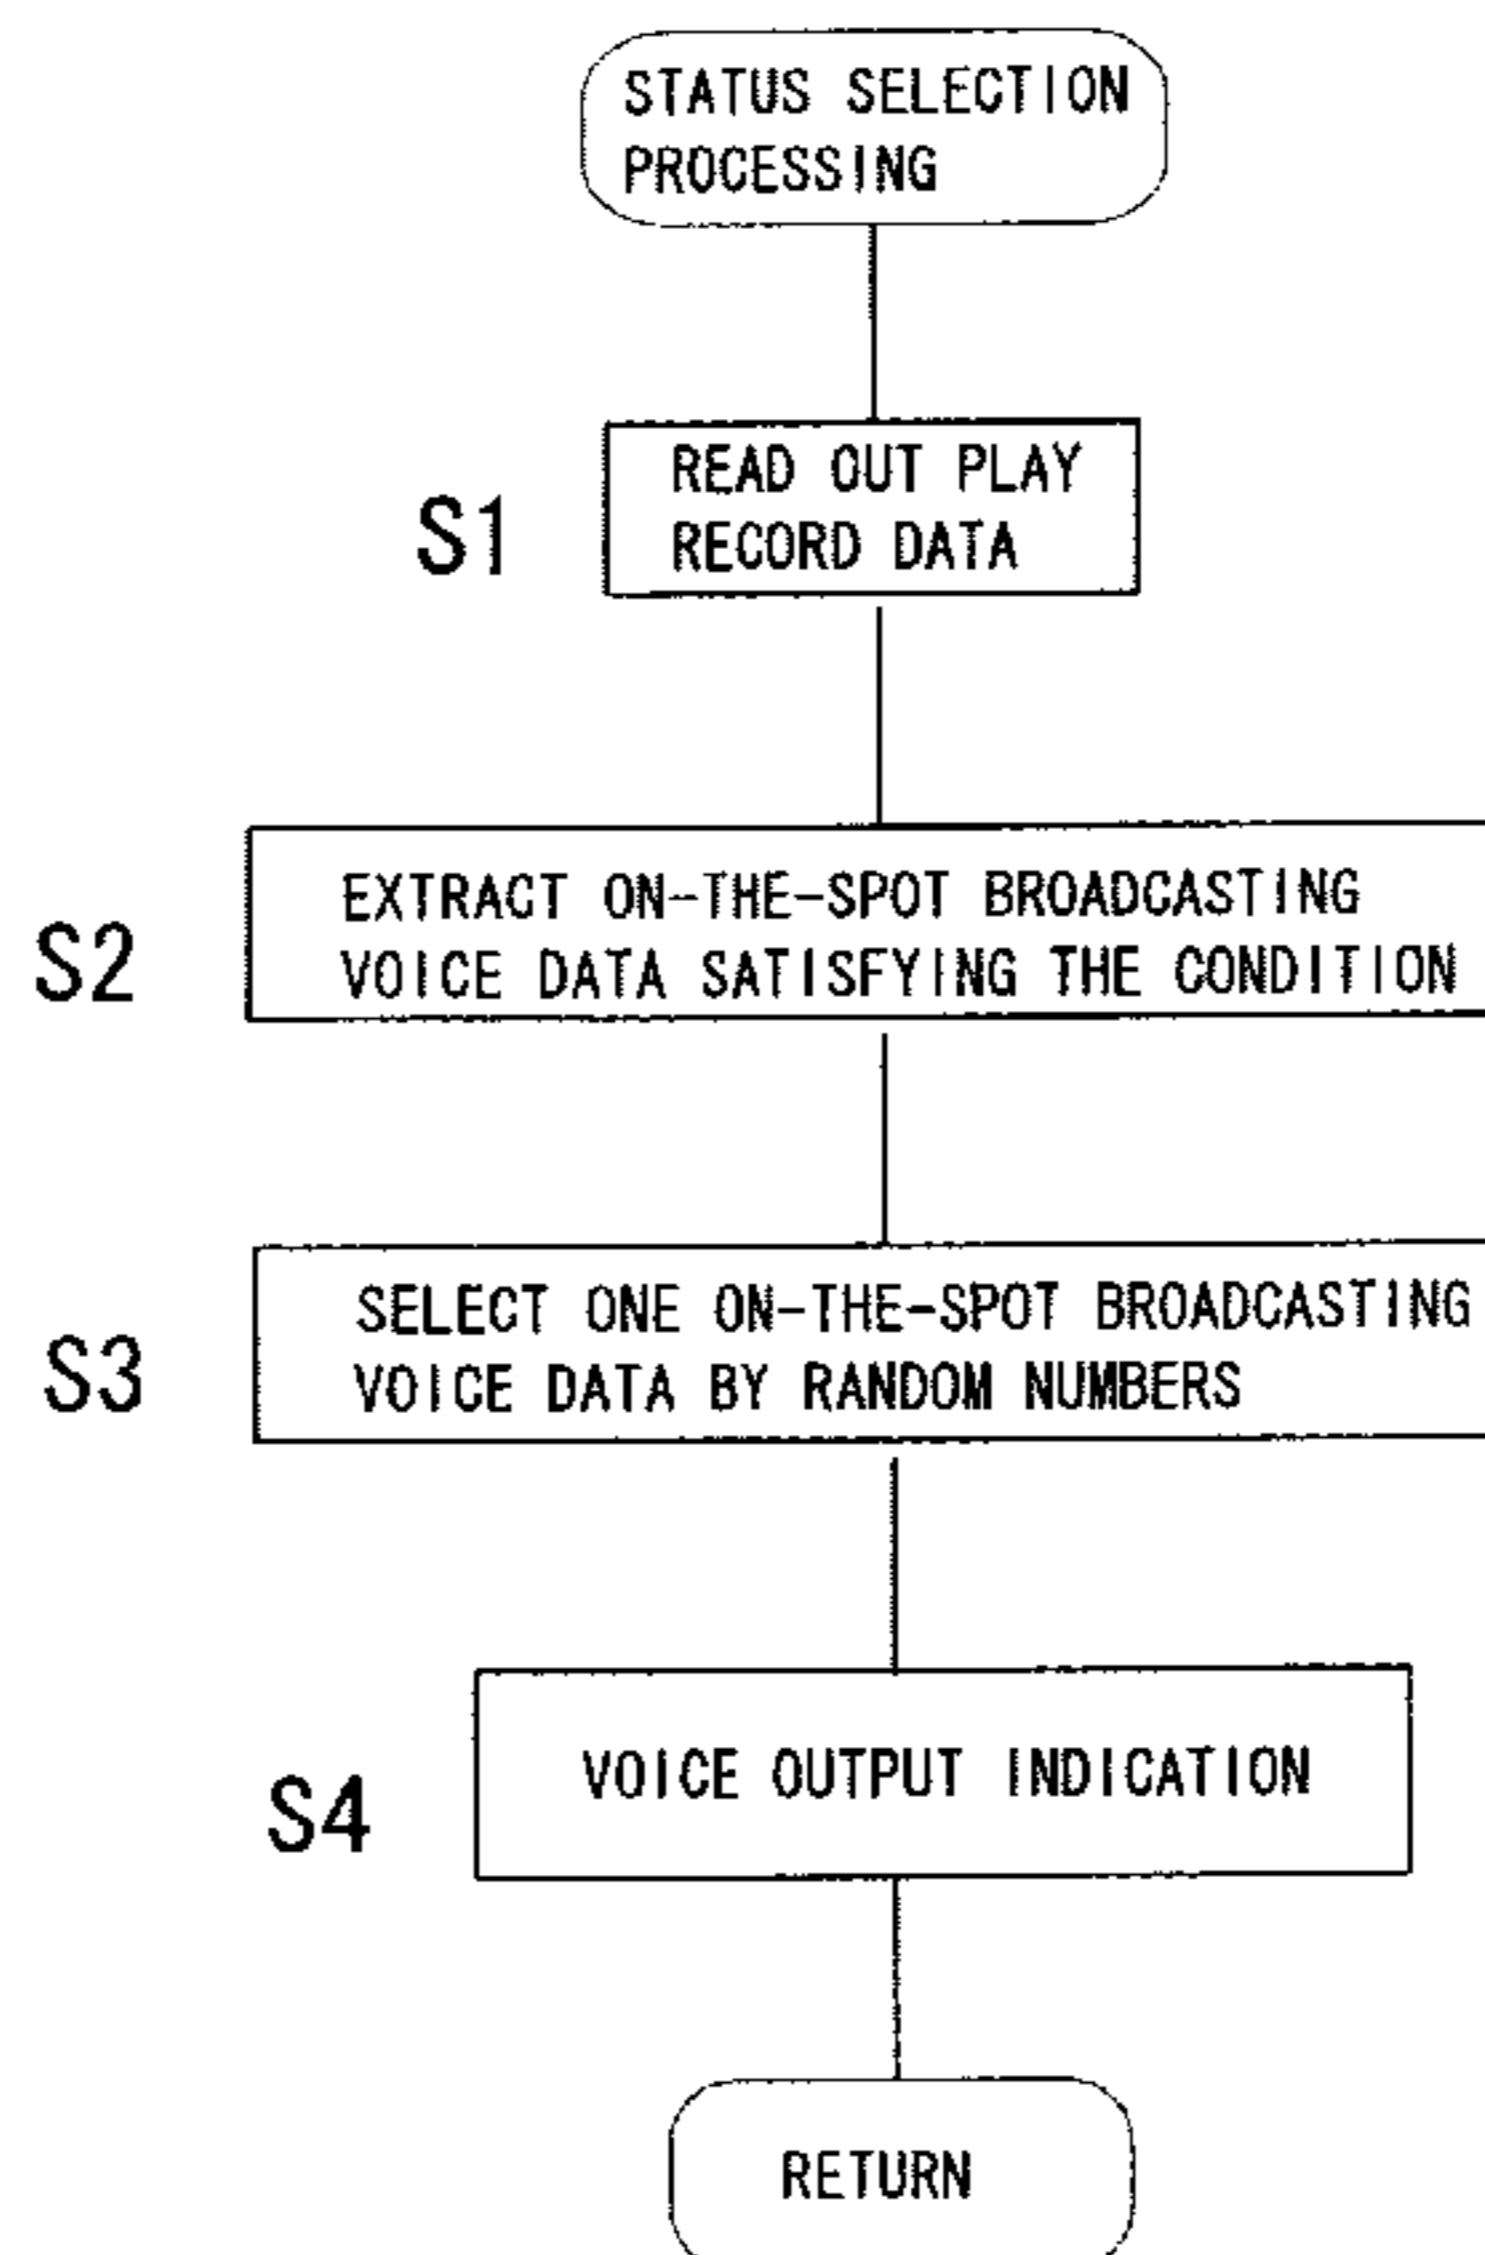 STATUS SELECTION
PROCESSING
S1
READ OUT PLAY
RECORD DATA
S2
EXTRACT ON-THE-SPOT BROADCASTING
VOICE DATA SATISFYING THE CONDITION
S3
SELECT ONE ON-THE-SPOT BROADCASTING
VOICE DATA BY RANDOM NUMBERS
S4
VOICE OUTPUT INDICATION
RETURN